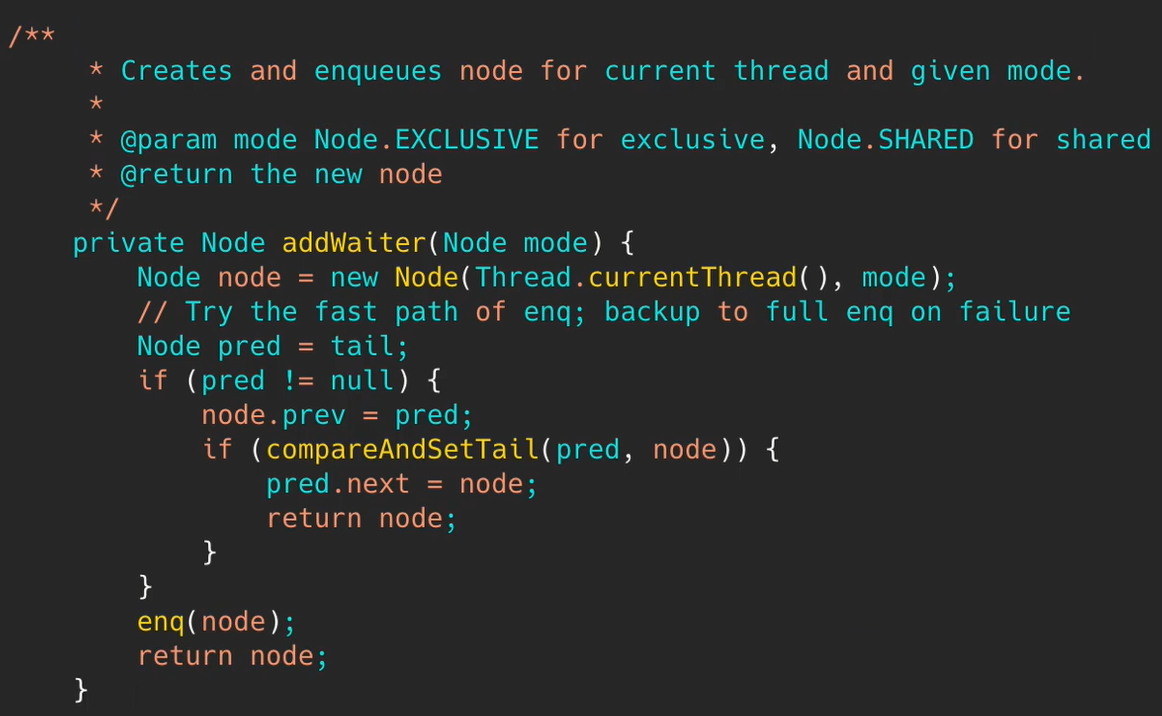 /**
* Creates and enqueues node for current thread and given mode.
*
* @param mode Node.EXCLUSIVE for exclusive, Node.SHARED for shared
* @return the new node
*/
private Node addWaiter(Node mode) {
Node node = new Node(Thread.currentThread(), mode);
// Try the fast path of enq; backup to full enq on failure
Node pred = tail;
if (pred != null) {
node.prev = pred;
if (compareAndSetTail(pred, node)) {
pred.next = node;
return node;
}
}
enq(node);
return node;
}